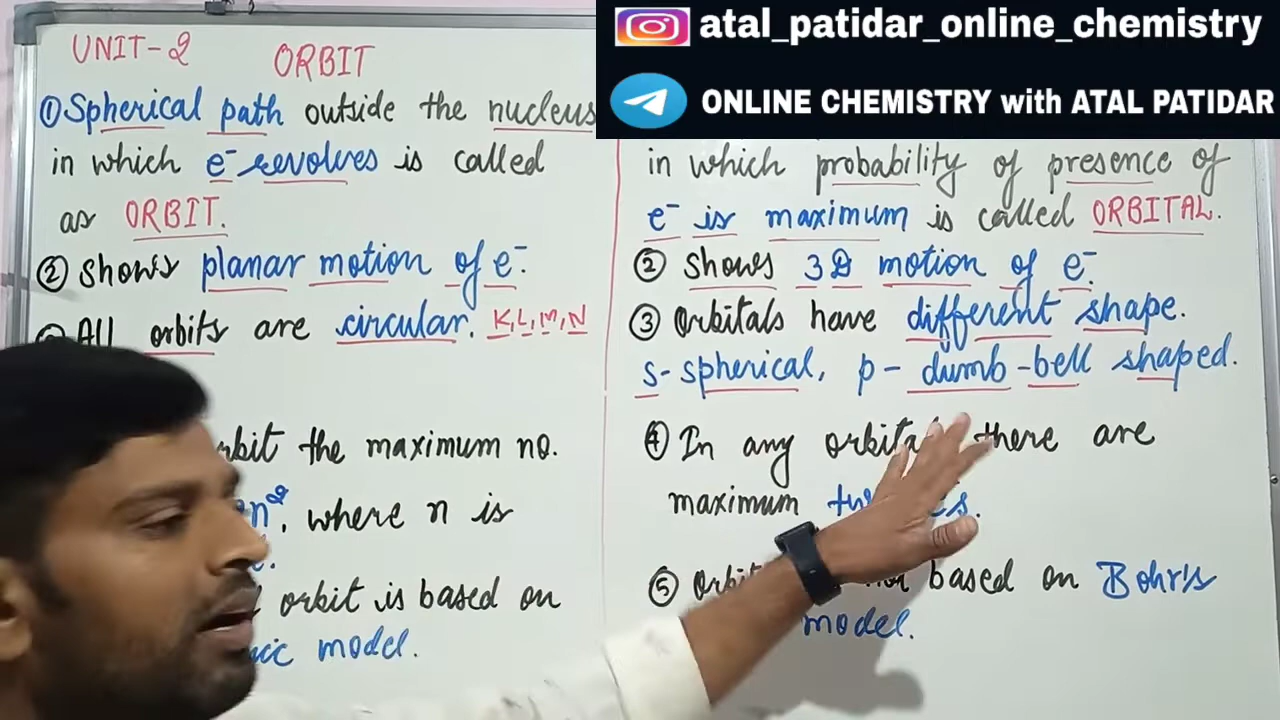 atal_patidar_online_chemistry
ONLINE CHEMISTRY with ATAL PATIDAR
UNIT-2 ORBIT
① Spherical path outside the nucleus
in which e⁻ revolves is called
as ORBIT.
② shows planar motion of e⁻.
All orbits are circular. K, L, M, N
the maximum no.
where n is
orbit is based on
model.
in which probability of presence of
e⁻ is maximum is called ORBITAL.
② shows 3D motion of e⁻.
③ Orbitals have different shape.
s-spherical, p-dumb-bell shaped.
④ In any there are
maximum
⑤ based on Bohr's
model.